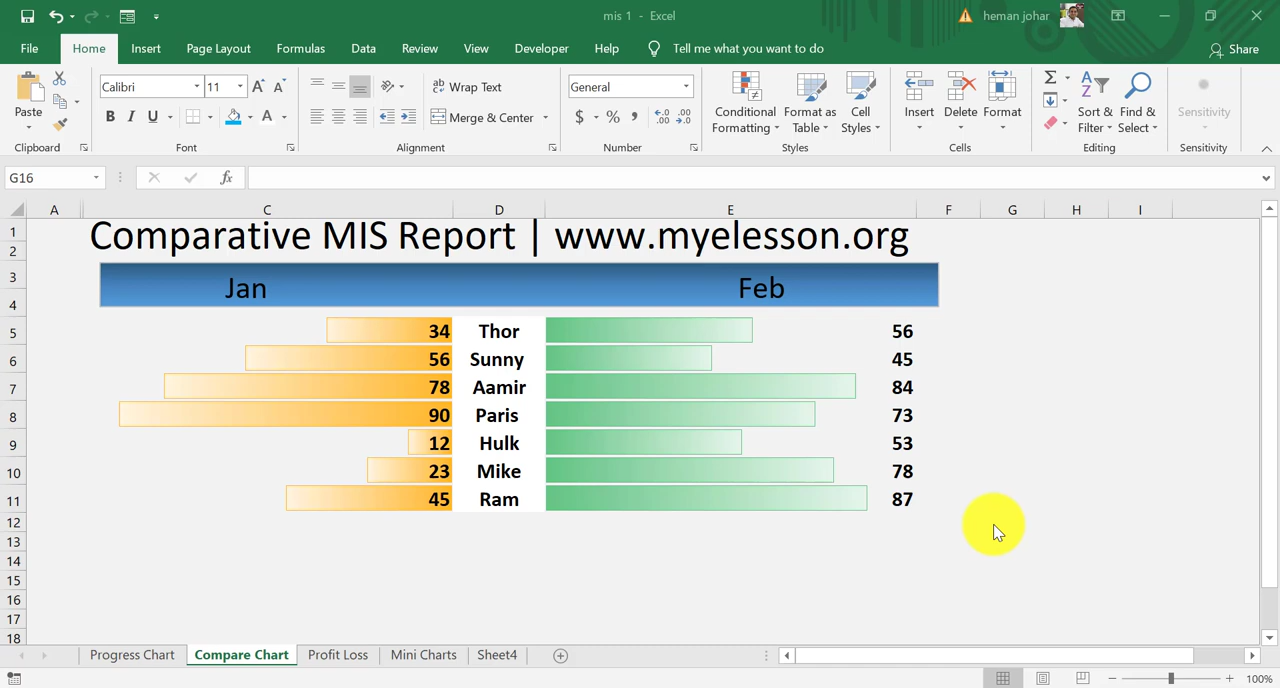 mis 1 - Excel
heman johar
File Home Insert Page Layout Formulas Data Review View Developer Help Tell me what you want to do Share
Calibri 11 Wrap Text General
Paste
B I U Merge & Center $ % ,
Conditional Formatting
Format as Table
Cell Styles
Insert Delete Format
Sort & Filter
Find & Select
Sensitivity
Clipboard Font Alignment Number Styles Cells Editing Sensitivity
G16 fx
A C D E F G H I
1 Comparative MIS Report | www.myelesson.org
2
3 Jan Feb
4
5 34 Thor 56
6 56 Sunny 45
7 78 Aamir 84
8 90 Paris 73
9 12 Hulk 53
10 23 Mike 78
11 45 Ram 87
12
13
14
15
16
17
18
Progress Chart Compare Chart Profit Loss Mini Charts Sheet4
100%